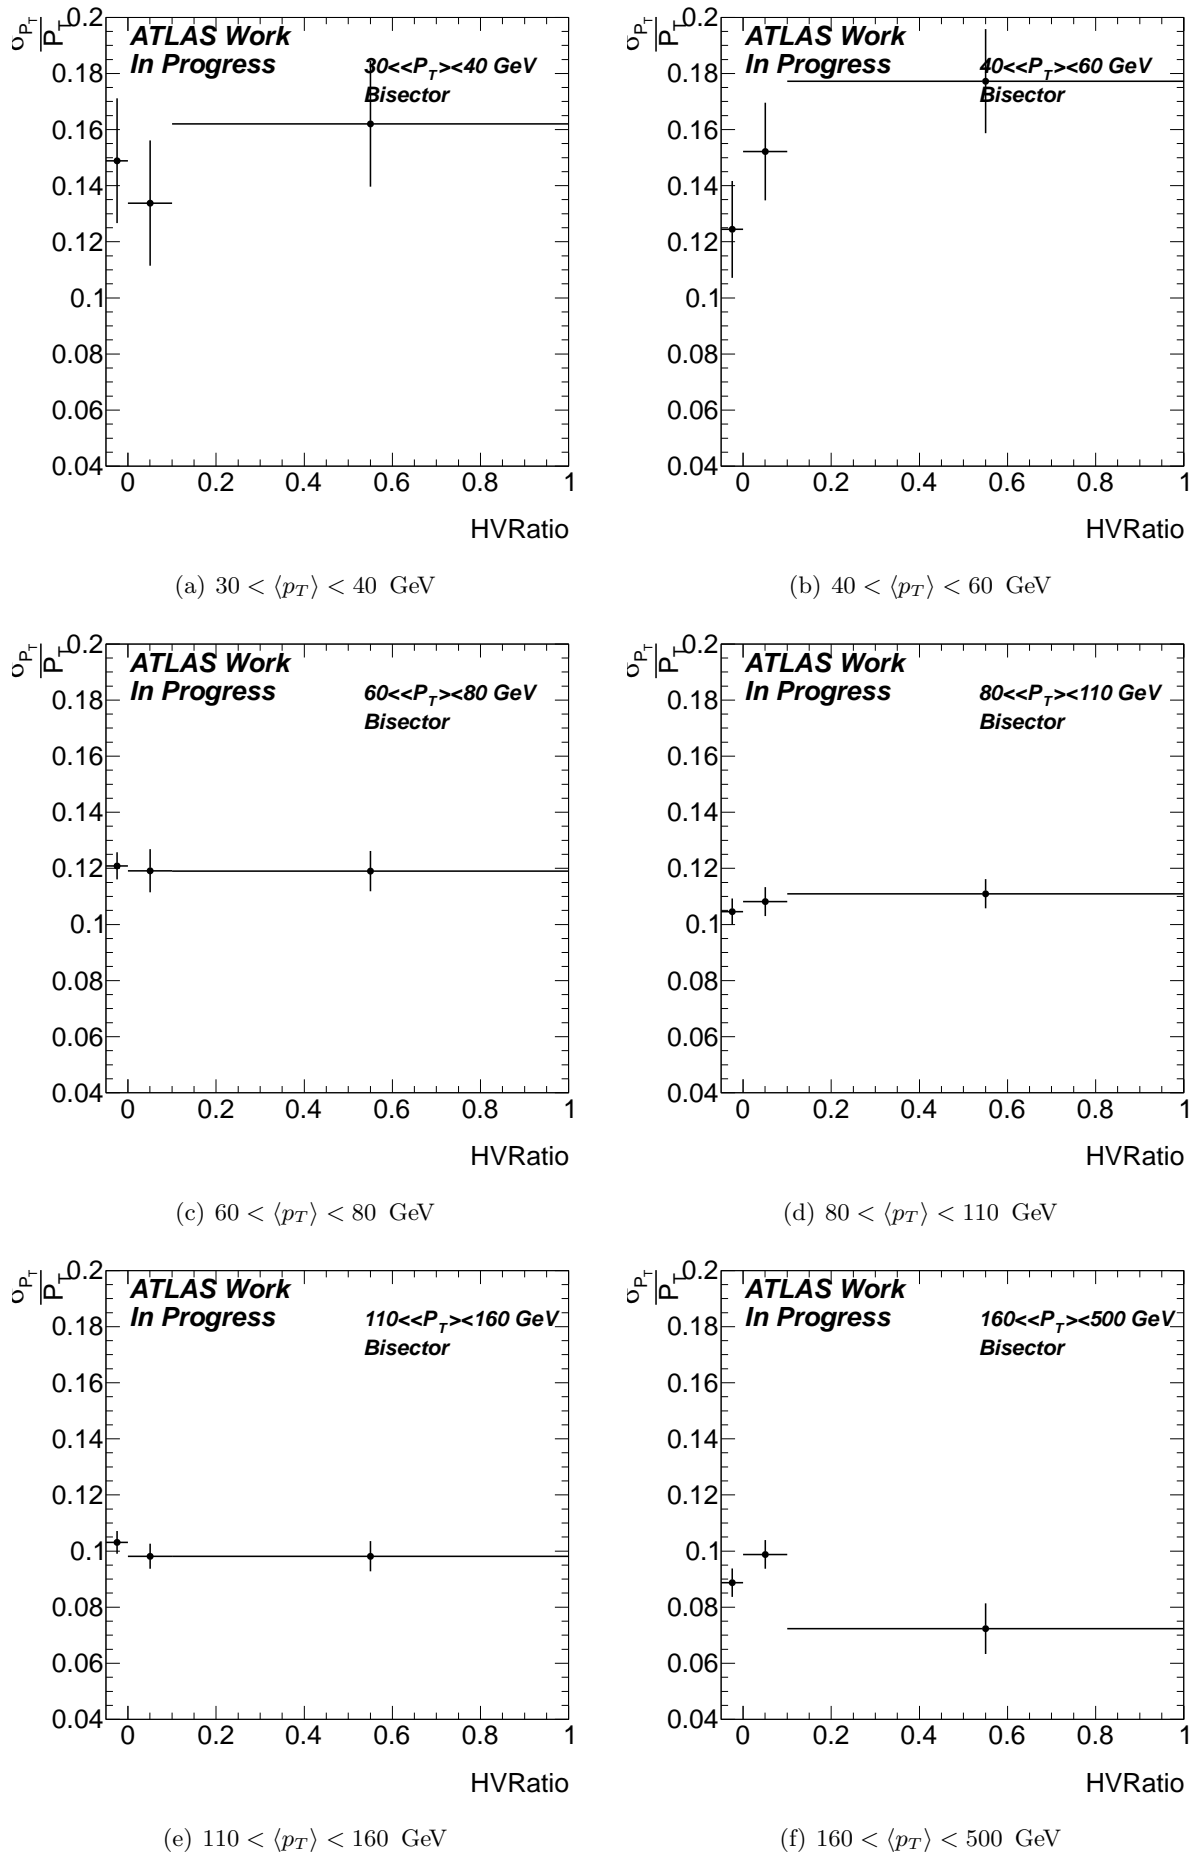 σ_P_T / P_T
ATLAS Work
In Progress
30<<P_T><40 GeV
Bisector
0.2
0.18
0.16
0.14
0.12
0.1
0.08
0.06
0.04
0 0.2 0.4 0.6 0.8 1
HVRatio
(a) 30 < ⟨p_T⟩ < 40 GeV
σ_P_T / P_T
ATLAS Work
In Progress
40<<P_T><60 GeV
Bisector
0.2
0.18
0.16
0.14
0.12
0.1
0.08
0.06
0.04
0 0.2 0.4 0.6 0.8 1
HVRatio
(b) 40 < ⟨p_T⟩ < 60 GeV
σ_P_T / P_T
ATLAS Work
In Progress
60<<P_T><80 GeV
Bisector
0.2
0.18
0.16
0.14
0.12
0.1
0.08
0.06
0.04
0 0.2 0.4 0.6 0.8 1
HVRatio
(c) 60 < ⟨p_T⟩ < 80 GeV
σ_P_T / P_T
ATLAS Work
In Progress
80<<P_T><110 GeV
Bisector
0.2
0.18
0.16
0.14
0.12
0.1
0.08
0.06
0.04
0 0.2 0.4 0.6 0.8 1
HVRatio
(d) 80 < ⟨p_T⟩ < 110 GeV
σ_P_T / P_T
ATLAS Work
In Progress
110<<P_T><160 GeV
Bisector
0.2
0.18
0.16
0.14
0.12
0.1
0.08
0.06
0.04
0 0.2 0.4 0.6 0.8 1
HVRatio
(e) 110 < ⟨p_T⟩ < 160 GeV
σ_P_T / P_T
ATLAS Work
In Progress
160<<P_T><500 GeV
Bisector
0.2
0.18
0.16
0.14
0.12
0.1
0.08
0.06
0.04
0 0.2 0.4 0.6 0.8 1
HVRatio
(f) 160 < ⟨p_T⟩ < 500 GeV